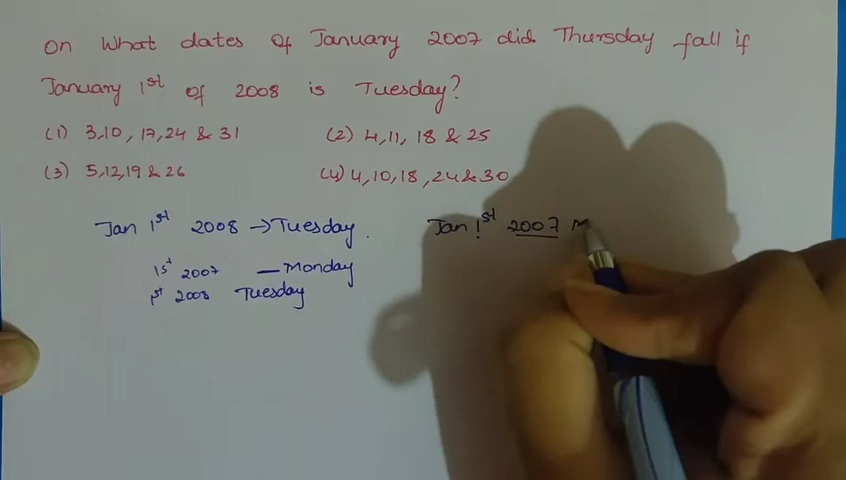 On What dates Of January 2007 did Thursday fall if
January 1st of 2008 is Tuesday?
(1) 3,10, 17,24 & 31 (2) 4,11, 18 & 25
(3) 5,12,19 & 26 (4) 4,10,18,24 & 30
Jan 1st 2008 → Tuesday. Jan 1st 2007 M
1st 2007 — Monday
1st 2008 Tuesday